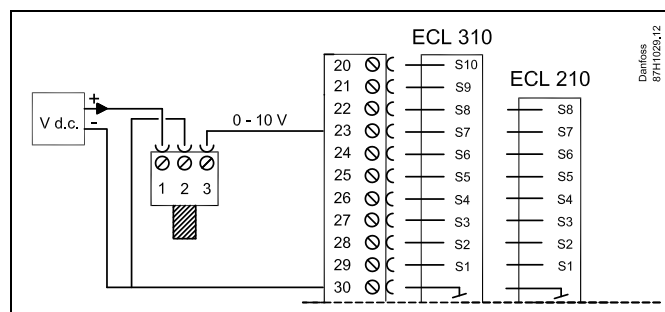 ECL 310
ECL 210
Danfoss
87H1029.12
+
-
V d.c.
0 - 10 V
1 2 3
20 S10
21 S9
22 S8 S8
23 S7 S7
24 S6 S6
25 S5 S5
26 S4 S4
27 S3 S3
28 S2 S2
29 S1 S1
30